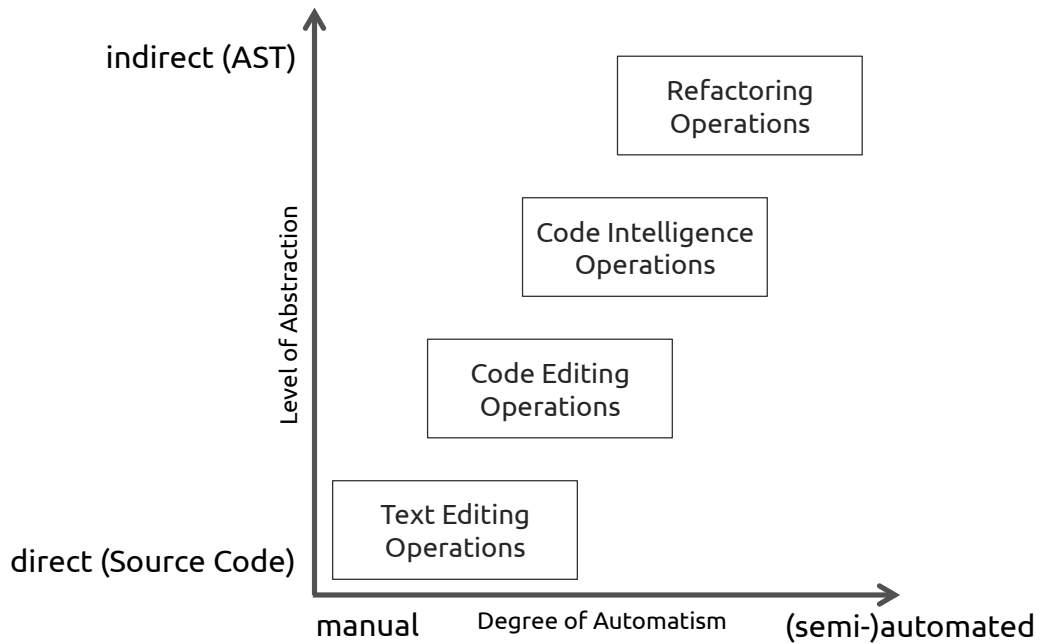 indirect (AST)
Refactoring
Operations
Code Intelligence
Operations
Level of Abstraction
Code Editing
Operations
Text Editing
Operations
direct (Source Code)
manual
Degree of Automatism
(semi-)automated